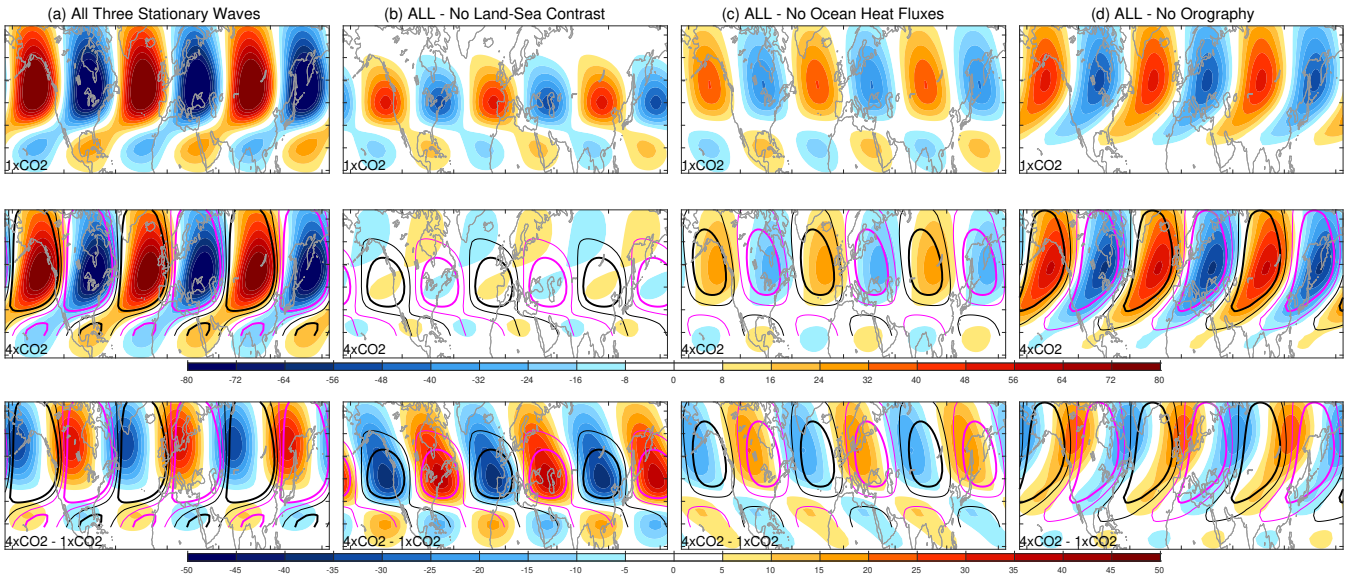 (a) All Three Stationary Waves
(b) ALL - No Land-Sea Contrast
(c) ALL - No Ocean Heat Fluxes
(d) ALL - No Orography
1xCO2
1xCO2
1xCO2
1xCO2
4xCO2
4xCO2
4xCO2
4xCO2
-80 -72 -64 -56 -48 -40 -32 -24 -16 -8 0 8 16 24 32 40 48 56 64 72 80
4xCO2 - 1xCO2
4xCO2 - 1xCO2
4xCO2 - 1xCO2
4xCO2 - 1xCO2
-50 -45 -40 -35 -30 -25 -20 -15 -10 -5 0 5 10 15 20 25 30 35 40 45 50